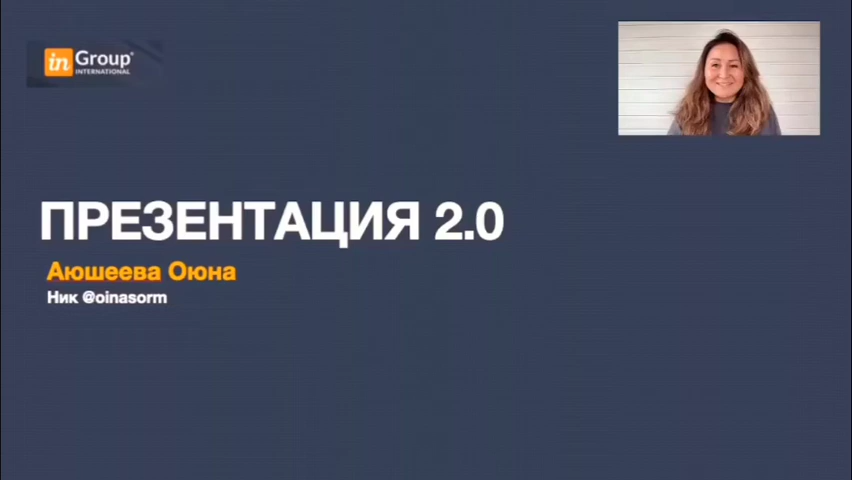 in Group®
INTERNATIONAL
ПРЕЗЕНТАЦИЯ 2.0
Аюшеева Оюна
Ник @oinasorm